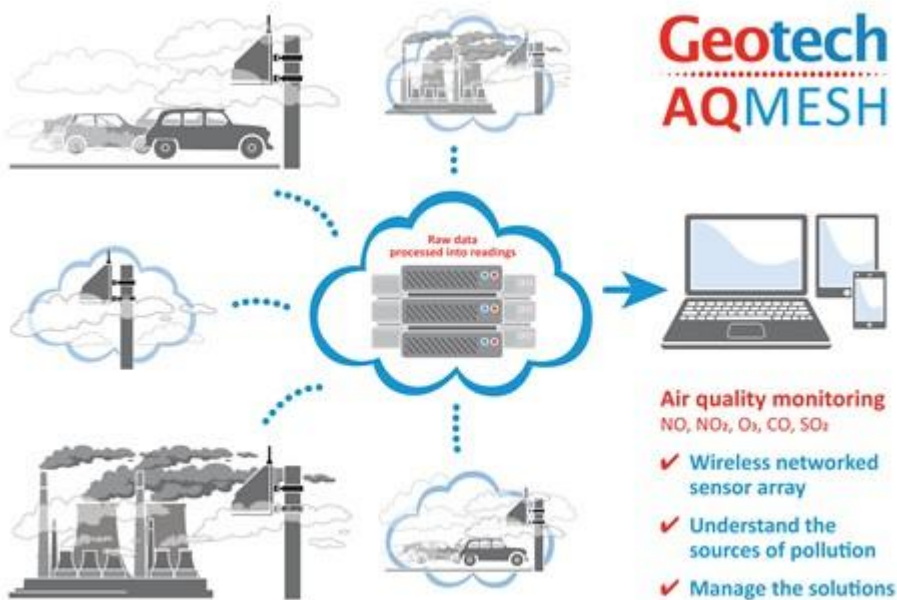 Geotech
AQMESH
Raw data
processed into readings
Air quality monitoring
NO, NO₂, O₃, CO, SO₂
✔ Wireless networked
sensor array
✔ Understand the
sources of pollution
✔ Manage the solutions